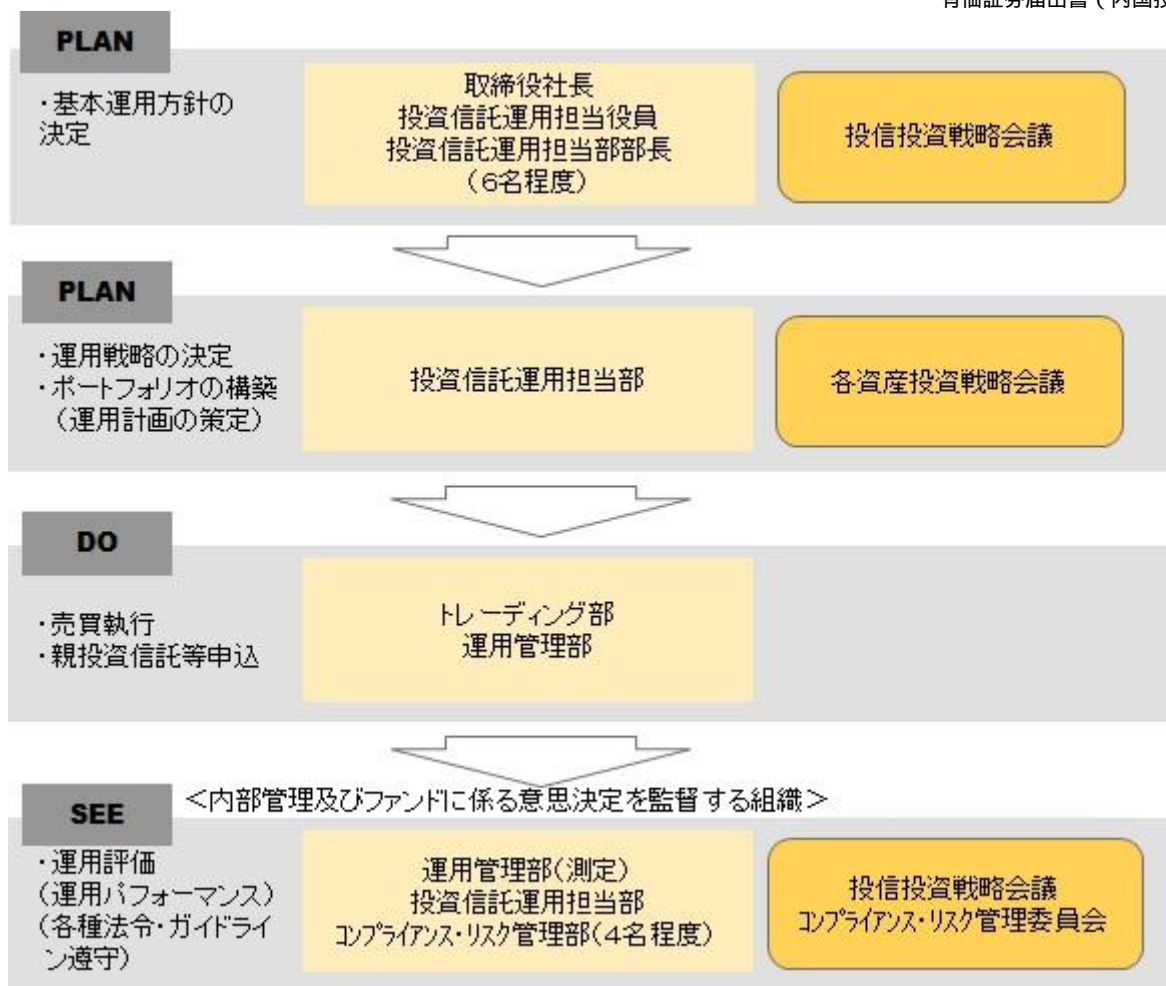 PLAN
・基本運用方針の
決定
取締役社長
投資信託運用担当役員
投資信託運用担当部部長
（6名程度）
投信投資戦略会議
PLAN
・運用戦略の決定
・ポートフォリオの構築
（運用計画の策定）
投資信託運用担当部
各資産投資戦略会議
DO
・売買執行
・親投資信託等申込
トレーディング部
運用管理部
SEE
＜内部管理及びファンドに係る意思決定を監督する組織＞
・運用評価
（運用パフォーマンス）
（各種法令・ガイドライ
ン遵守）
運用管理部(測定)
投資信託運用担当部
コンプライアンス・リスク管理部(４名程度)
投信投資戦略会議
コンプライアンス・リスク管理委員会